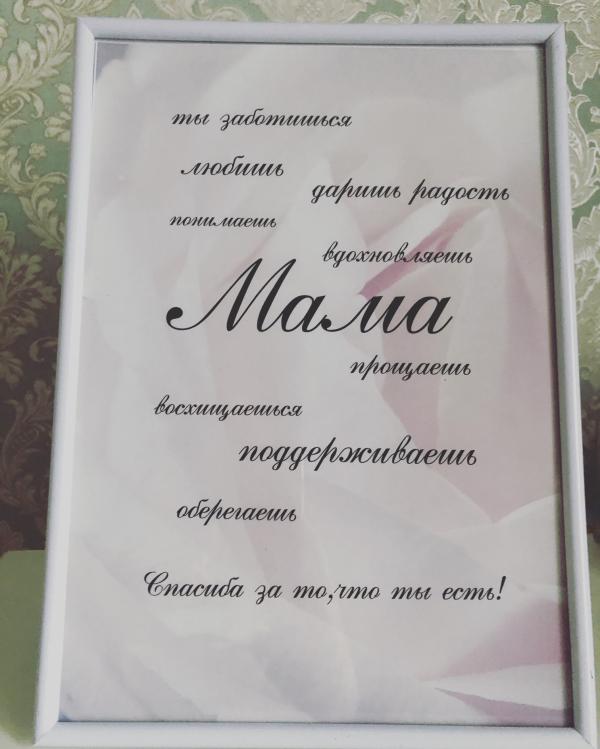 ты заботишься
любишь
даришь радость
понимаешь
вдохновляешь
Мама
прощаешь
восхищаешься
поддерживаешь
оберегаешь
Спасиба за то,что ты есть!